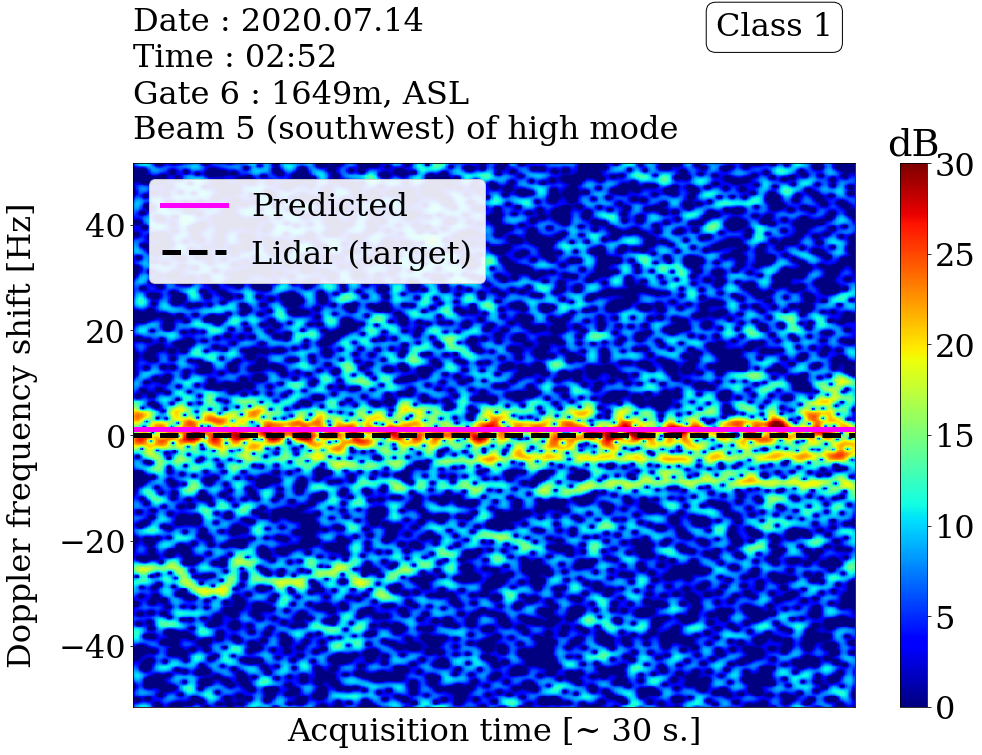 Date : 2020.07.14
Time : 02:52
Gate 6 : 1649m, ASL
Beam 5 (southwest) of high mode
Class 1
dB
Predicted
Lidar (target)
Doppler frequency shift [Hz]
40
20
0
−20
−40
Acquisition time [~ 30 s.]
30
25
20
15
10
5
0